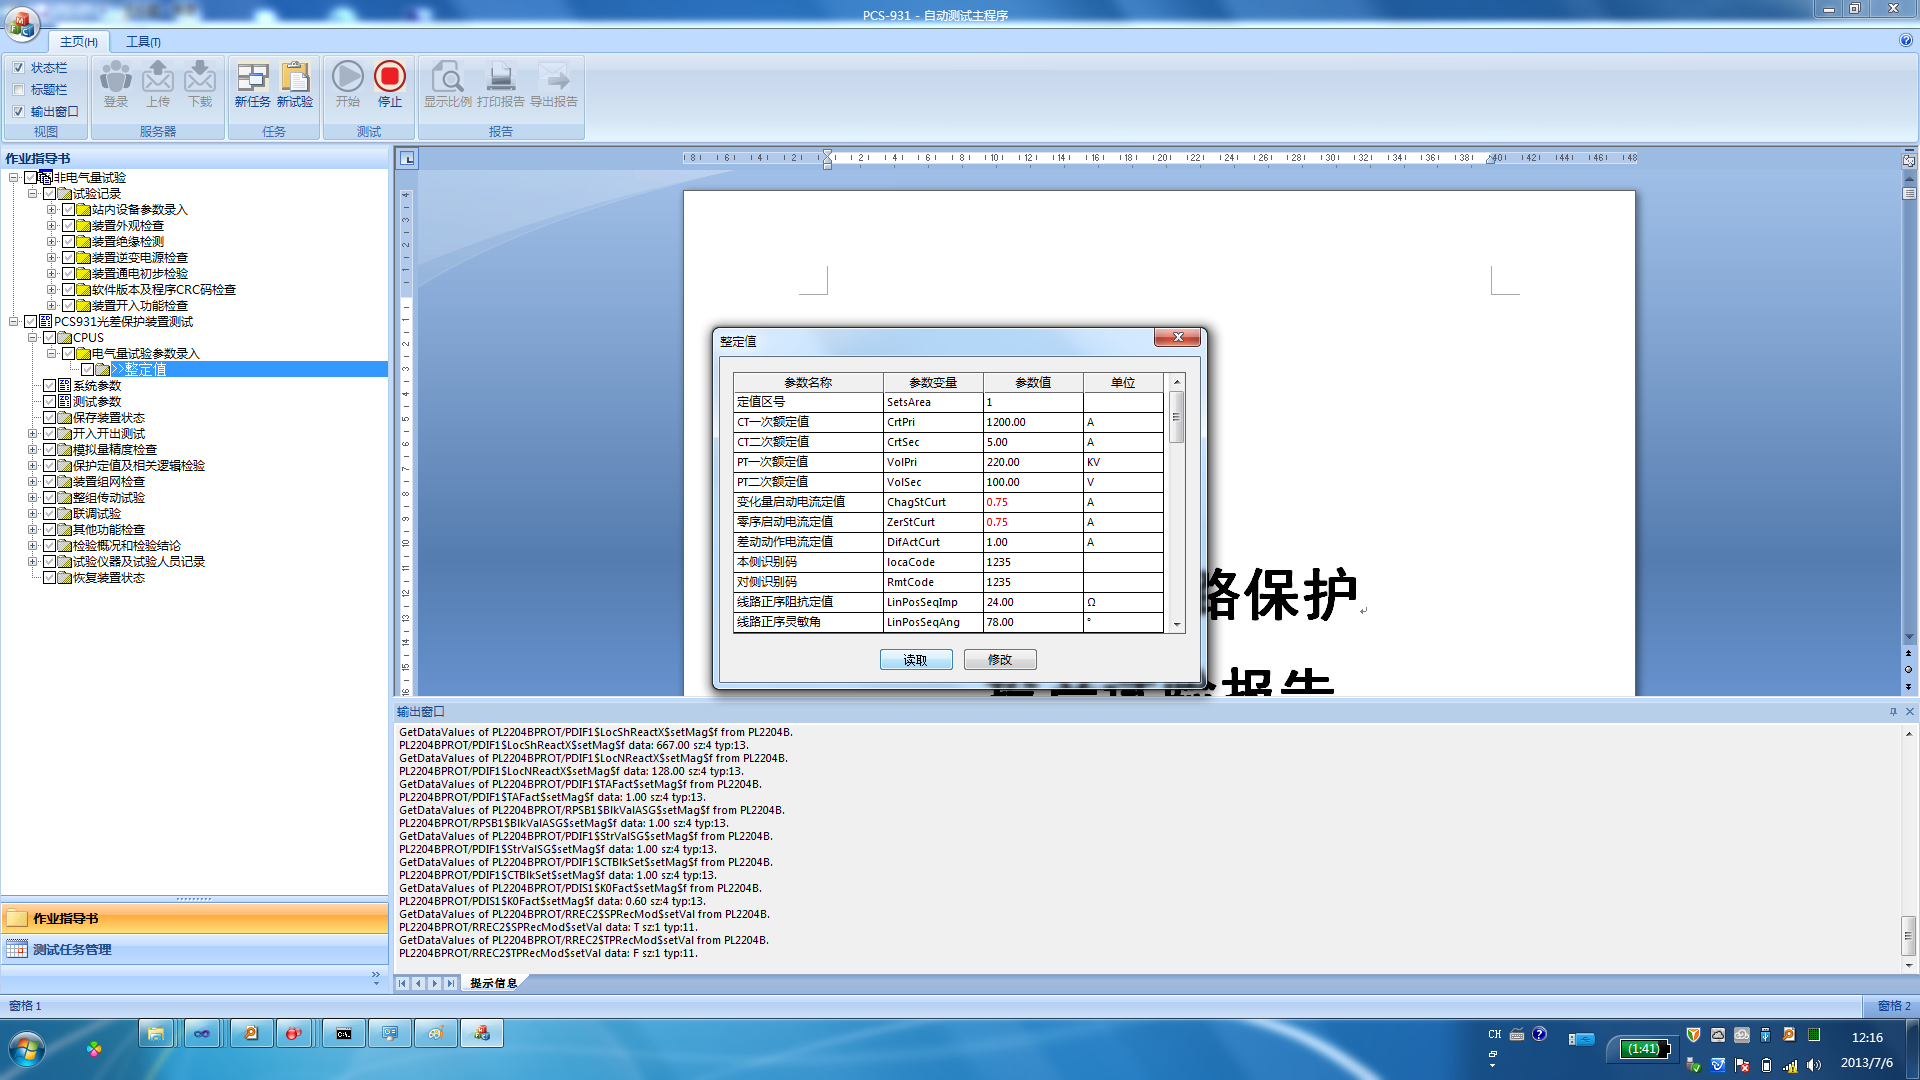 PCS-931 - 自动测试主程序
主页(H)
工具(T)
状态栏
标题栏
输出窗口
视图
登录
上传
下载
服务器
新任务
新试验
任务
开始
停止
测试
显示比例
打印报告
导出报告
报告
作业指导书
非电气量试验
试验记录
站内设备参数录入
装置外观检查
装置绝缘检测
装置逆变电源检查
装置通电初步检验
软件版本及程序CRC码检查
装置开入功能检查
PCS931光差保护装置测试
CPUS
电气量试验参数录入
>>整定值
系统参数
测试参数
保存装置状态
开入开出测试
模拟量精度检查
保护定值及相关逻辑检验
装置组网检查
整组传动试验
联调试验
其他功能检查
检验概况和检验结论
试验仪器及试验人员记录
恢复装置状态
作业指导书
测试任务管理
8 6 4 2 2 4 6 8 10 12 14 16 18 20 22 24 26 28 30 32 34 36 38 40 42 44 46 48
路保护
报告
整定值
参数名称 参数变量 参数值 单位
定值区号 SetsArea 1
CT一次额定值 CrtPri 1200.00 A
CT二次额定值 CrtSec 5.00 A
PT一次额定值 VolPri 220.00 KV
PT二次额定值 VolSec 100.00 V
变化量启动电流定值 ChagStCurt 0.75 A
零序启动电流定值 ZerStCurt 0.75 A
差动动作电流定值 DifActCurt 1.00 A
本侧识别码 locaCode 1235
对侧识别码 RmtCode 1235
线路正序阻抗定值 LinPosSeqImp 24.00 Ω
线路正序灵敏角 LinPosSeqAng 78.00 °
读取
修改
输出窗口
GetDataValues of PL2204BPROT/PDIF1$LocShReactX$setMag$f from PL2204B.
PL2204BPROT/PDIF1$LocShReactX$setMag$f data: 667.00 sz:4 typ:13.
GetDataValues of PL2204BPROT/PDIF1$LocNReactX$setMag$f from PL2204B.
PL2204BPROT/PDIF1$LocNReactX$setMag$f data: 128.00 sz:4 typ:13.
GetDataValues of PL2204BPROT/PDIF1$TAFact$setMag$f from PL2204B.
PL2204BPROT/PDIF1$TAFact$setMag$f data: 1.00 sz:4 typ:13.
GetDataValues of PL2204BPROT/RPSB1$BlkValASG$setMag$f from PL2204B.
PL2204BPROT/RPSB1$BlkValASG$setMag$f data: 1.00 sz:4 typ:13.
GetDataValues of PL2204BPROT/PDIF1$StrValSG$setMag$f from PL2204B.
PL2204BPROT/PDIF1$StrValSG$setMag$f data: 1.00 sz:4 typ:13.
GetDataValues of PL2204BPROT/PDIF1$CTBlkSet$setMag$f from PL2204B.
PL2204BPROT/PDIF1$CTBlkSet$setMag$f data: 1.00 sz:4 typ:13.
GetDataValues of PL2204BPROT/PDIS1$K0Fact$setMag$f from PL2204B.
PL2204BPROT/PDIS1$K0Fact$setMag$f data: 0.60 sz:4 typ:13.
GetDataValues of PL2204BPROT/RREC2$SPRecMod$setVal from PL2204B.
PL2204BPROT/RREC2$SPRecMod$setVal data: T sz:1 typ:11.
GetDataValues of PL2204BPROT/RREC2$TPRecMod$setVal from PL2204B.
PL2204BPROT/RREC2$TPRecMod$setVal data: F sz:1 typ:11.
提示信息
窗格 1
窗格 2
CH
(1:41)
12:16
2013/7/6